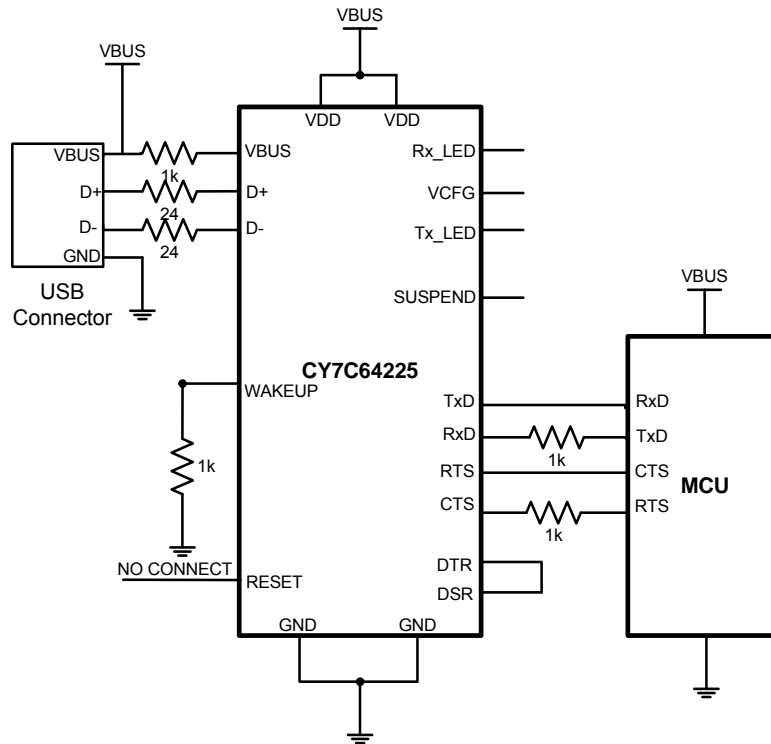 VBUS
VBUS
VDD VDD
VBUS
1k
VBUS
Rx_LED
D+
24
D+
VCFG
D-
24
D-
Tx_LED
GND
USB
Connector
SUSPEND
VBUS
CY7C64225
WAKEUP
1k
TxD
RxD
RxD
1k
TxD
RTS
CTS
CTS
1k
RTS
MCU
NO CONNECT
RESET
DTR
DSR
GND GND